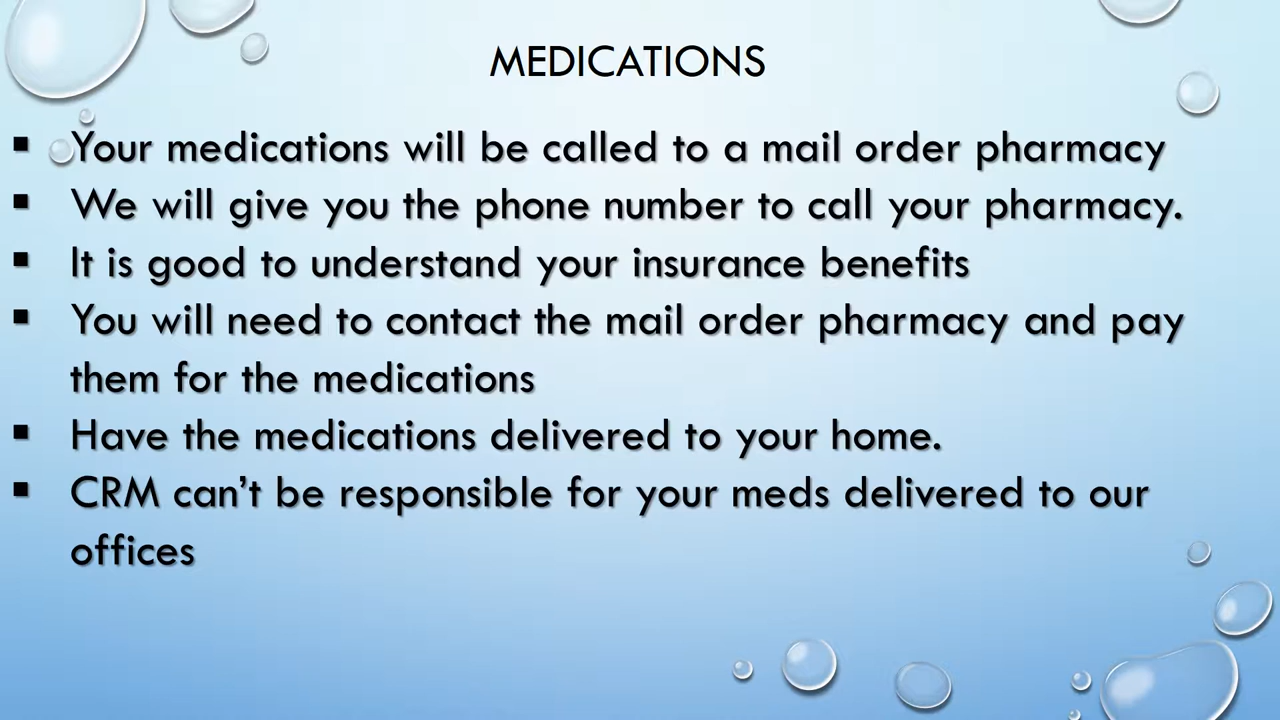 MEDICATIONS
▪ Your medications will be called to a mail order pharmacy
▪ We will give you the phone number to call your pharmacy.
▪ It is good to understand your insurance benefits
▪ You will need to contact the mail order pharmacy and pay
them for the medications
▪ Have the medications delivered to your home.
▪ CRM can’t be responsible for your meds delivered to our
offices